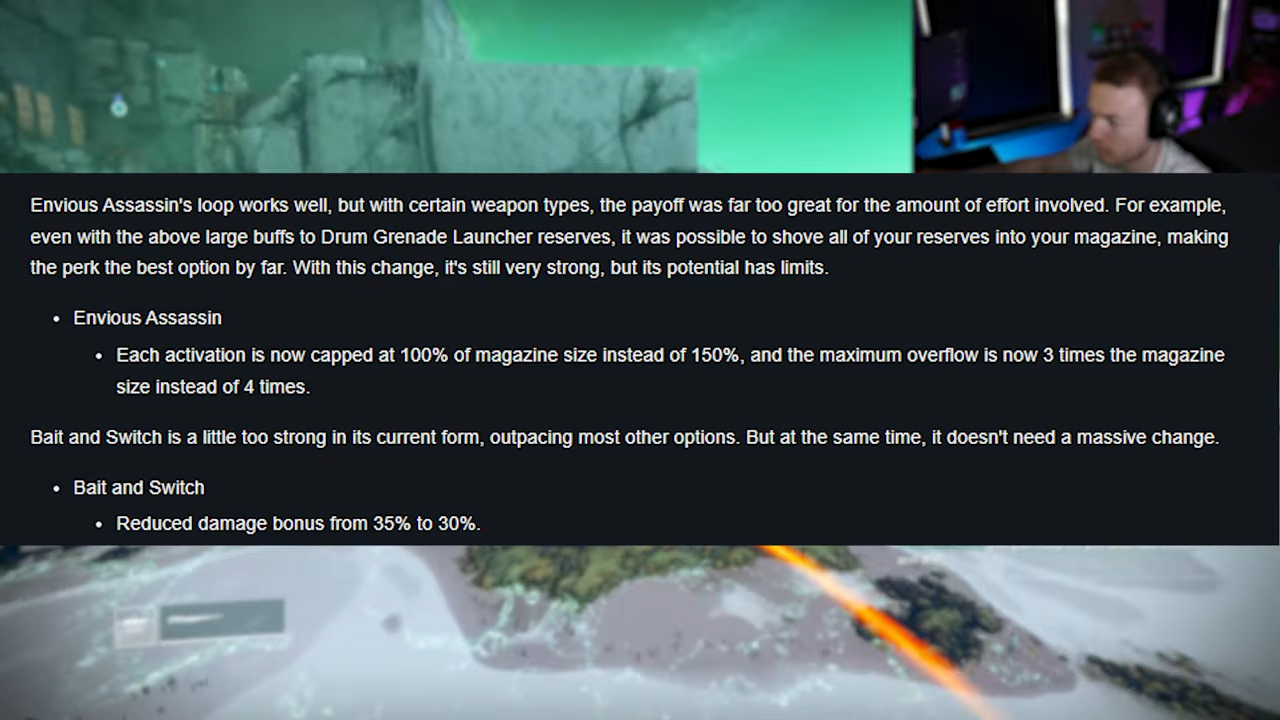 Envious Assassin's loop works well, but with certain weapon types, the payoff was far too great for the amount of effort involved. For example,
even with the above large buffs to Drum Grenade Launcher reserves, it was possible to shove all of your reserves into your magazine, making
the perk the best option by far. With this change, it's still very strong, but its potential has limits.
• Envious Assassin
• Each activation is now capped at 100% of magazine size instead of 150%, and the maximum overflow is now 3 times the magazine
size instead of 4 times.
Bait and Switch is a little too strong in its current form, outpacing most other options. But at the same time, it doesn't need a massive change.
• Bait and Switch
• Reduced damage bonus from 35% to 30%.